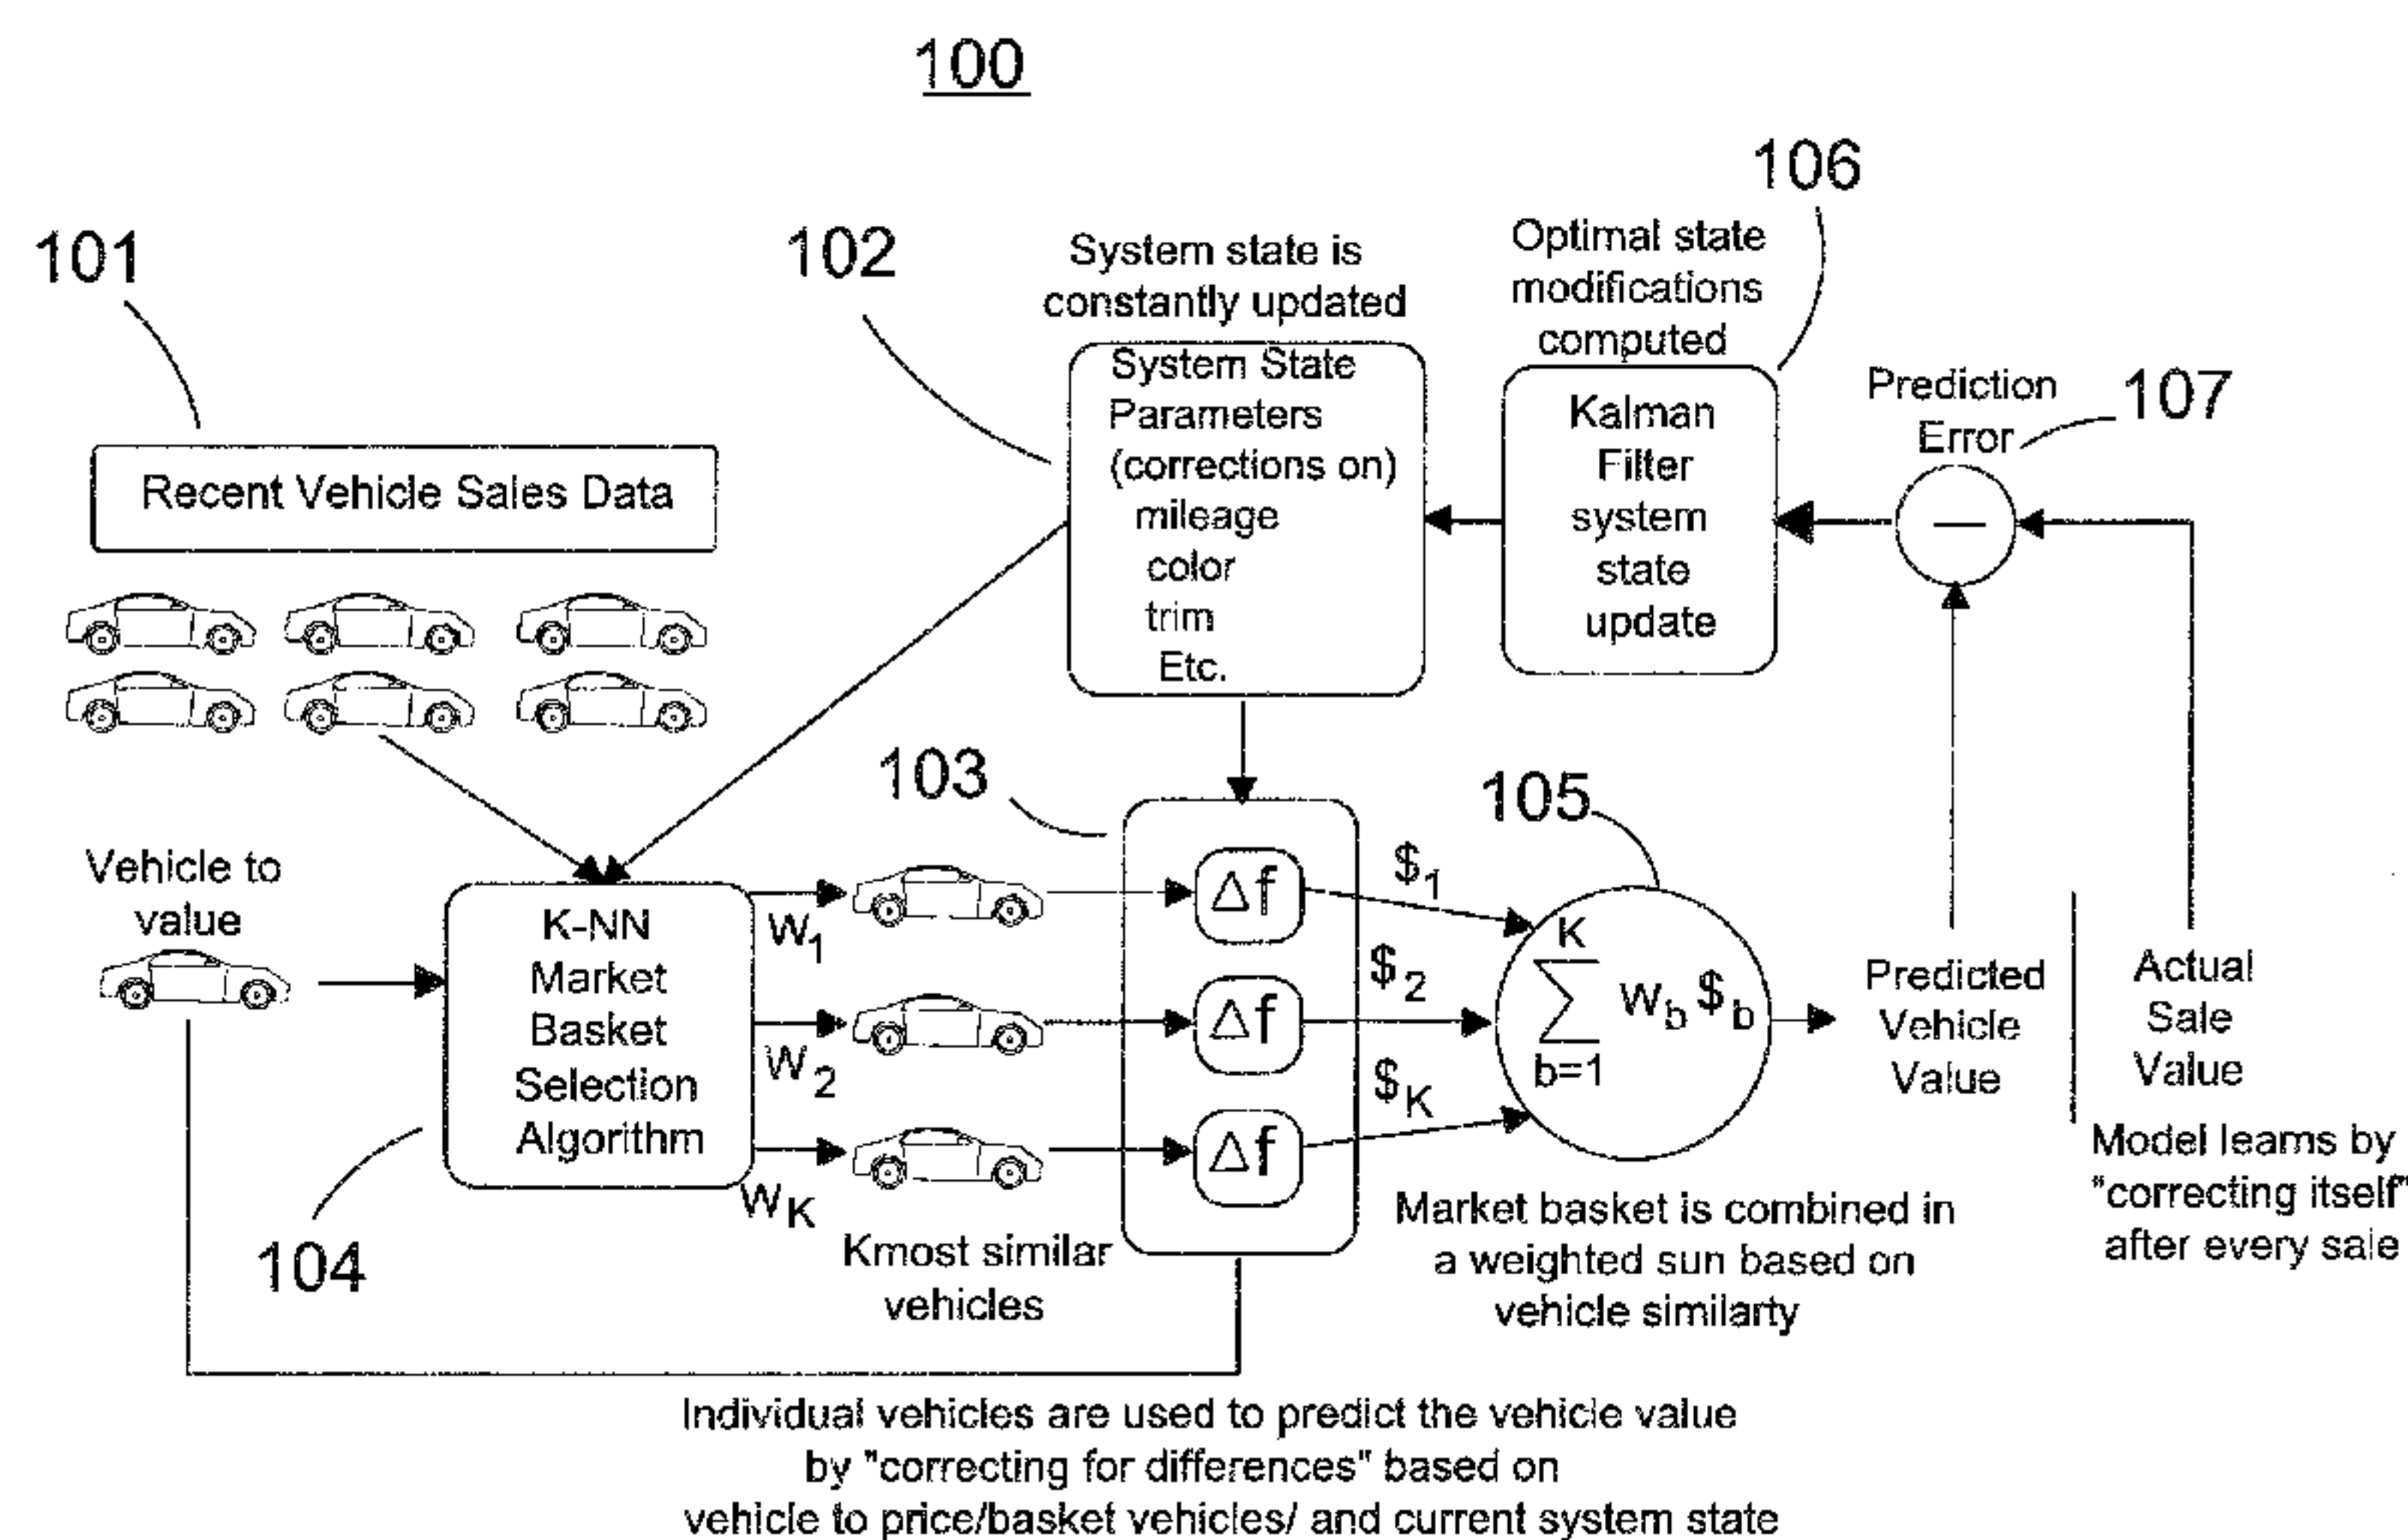 100
101
Recent Vehicle Sales Data
102
System state is
constantly updated
System State
Parameters
(corrections on)
mileage
color
trim
Etc.
106
Optimal state
modifications
computed
Kalman
Filter
system
state
update
Prediction
Error
107
—
Vehicle to
value
K-NN
Market
Basket
Selection
Algorithm
104
W1
W2
WK
Kmost similar
vehicles
103
Δf
Δf
Δf
$1
$2
$K
105
K
∑ Wb $b
b=1
Market basket is combined in
a weighted sun based on
vehicle similarty
Predicted
Vehicle
Value
Actual
Sale
Value
Model leams by
"correcting itself"
after every sale
Individual vehicles are used to predict the vehicle value
by "correcting for differences" based on
vehicle to price/basket vehicles/ and current system state